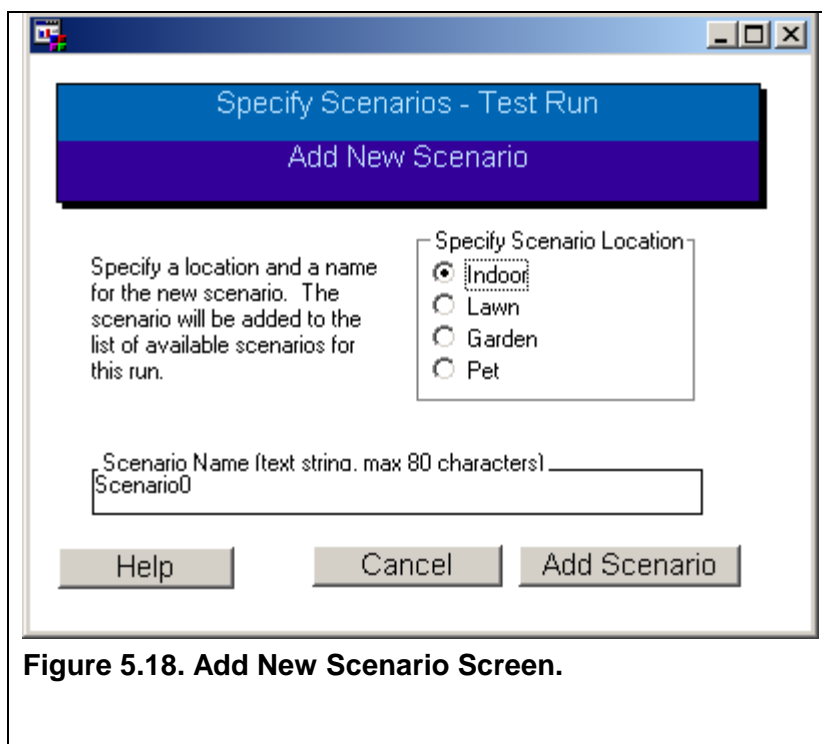 Specify Scenarios - Test Run
Add New Scenario
Specify a location and a name
for the new scenario. The
scenario will be added to the
list of available scenarios for
this run.
Specify Scenario Location
Indoor
Lawn
Garden
Pet
Scenario Name (text string, max 80 characters)
Scenario0
Help
Cancel
Add Scenario
Figure 5.18. Add New Scenario Screen.